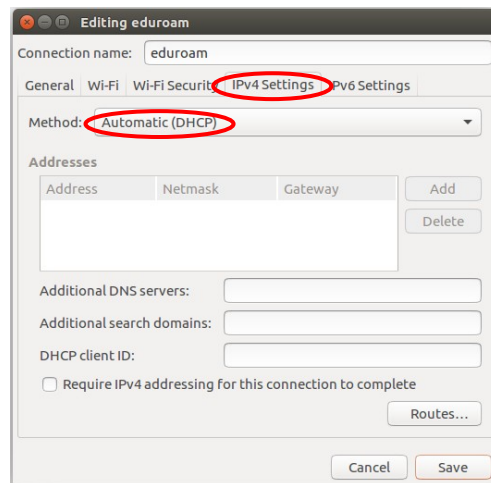 Editing eduroam
Connection name: eduroam
General Wi-Fi Wi-Fi Security IPv4 Settings IPv6 Settings
Method: Automatic (DHCP)
Addresses
Address Netmask Gateway Add
Delete
Additional DNS servers:
Additional search domains:
DHCP client ID:
Require IPv4 addressing for this connection to complete
Routes...
Cancel Save